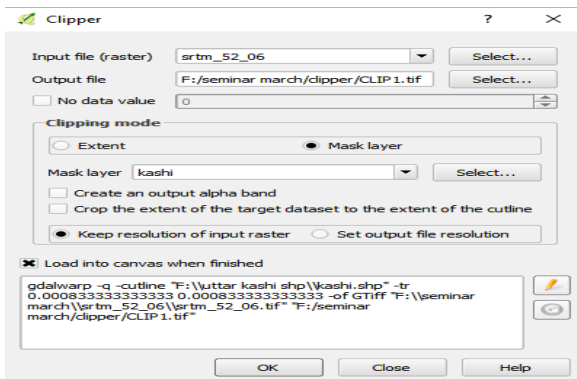 Clipper ?
Input file (raster) srtm_52_06 Select...
Output file F:/seminar march/clipper/CLIP1.tif Select...
No data value 0
Clipping mode
Extent Mask layer
Mask layer kashi Select...
Create an output alpha band
Crop the extent of the target dataset to the extent of the cutline
Keep resolution of input raster Set output file resolution
Load into canvas when finished
gdalwarp -q -cutline "F:\\uttar kashi shp\\kashi.shp" -tr
0.000833333333333 0.000833333333333 -of GTiff "F:\\seminar
march\\srtm_52_06\\srtm_52_06.tif" "F:/seminar
march/clipper/CLIP1.tif"
OK Close Help